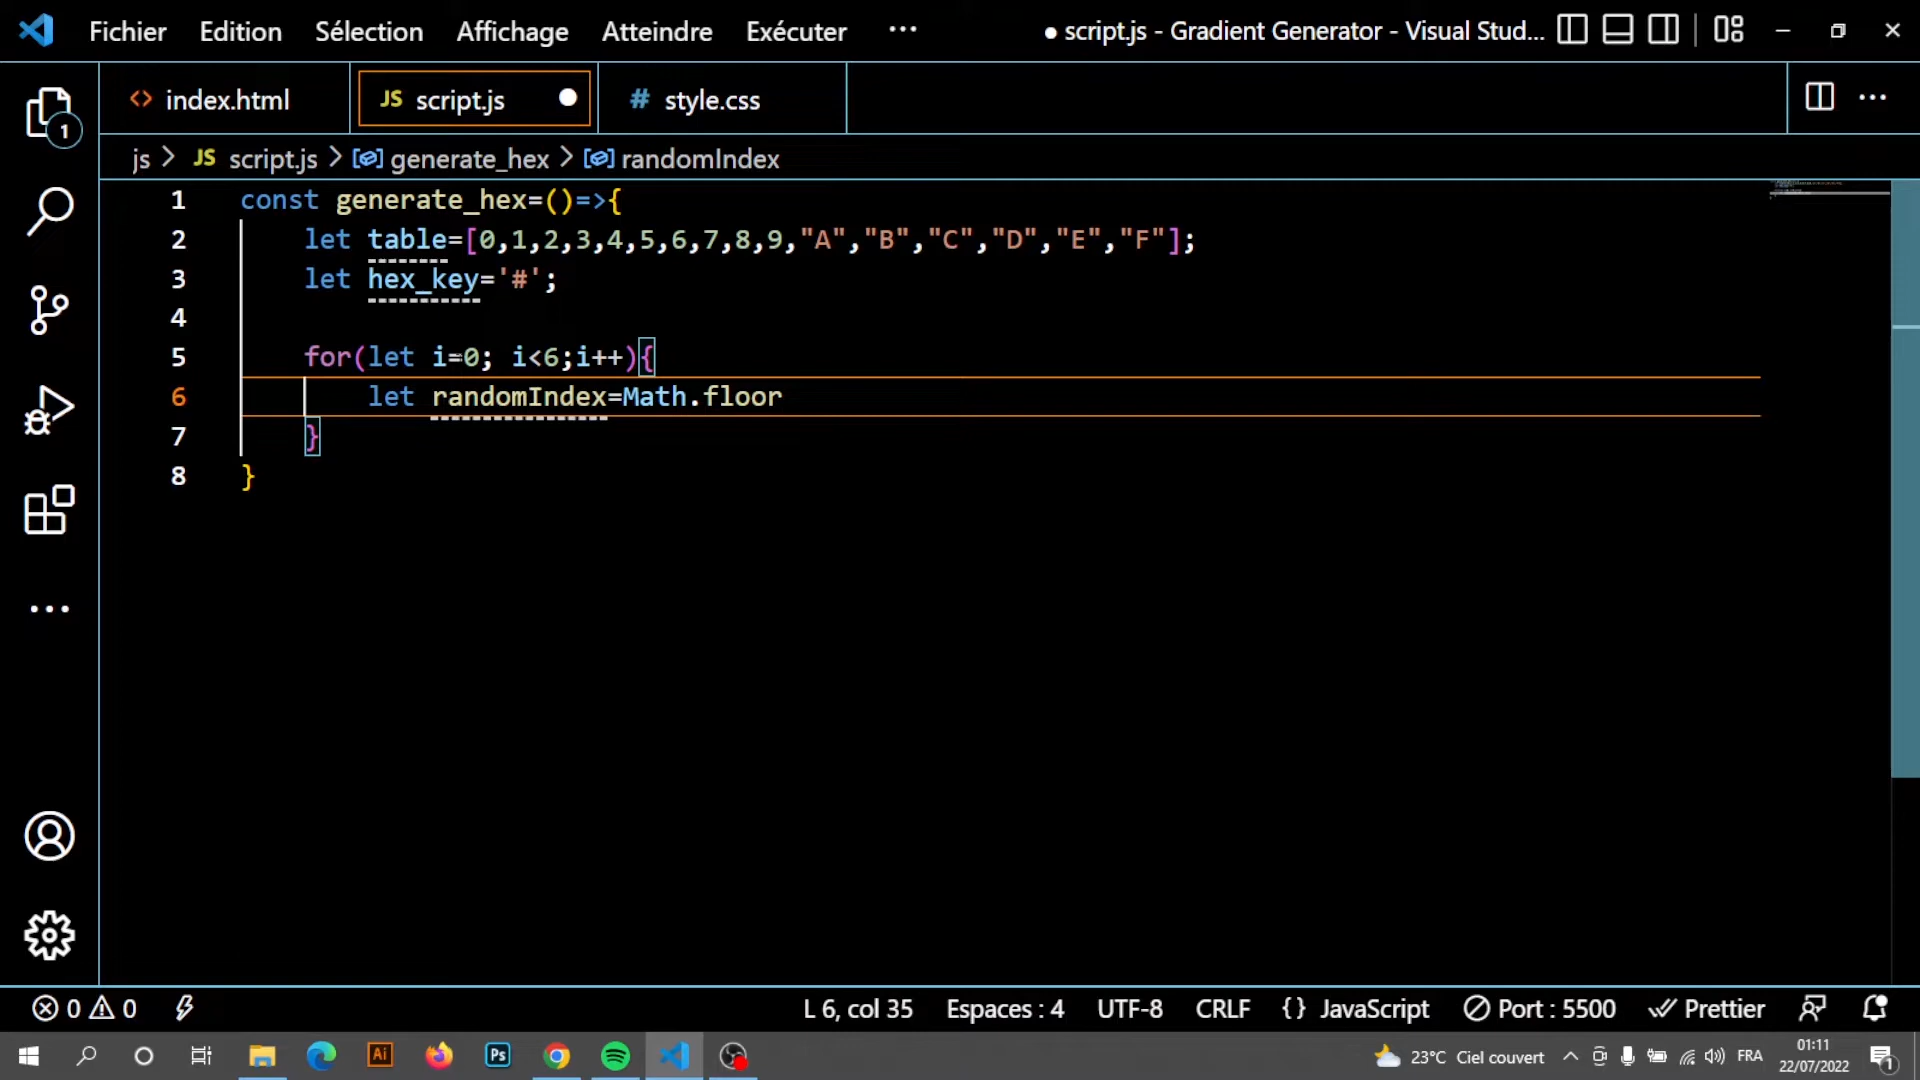 Fichier Edition Sélection Affichage Atteindre Exécuter ··· ● script.js - Gradient Generator - Visual Stud...
<> index.html JS script.js # style.css
1
js > JS script.js > generate_hex > randomIndex
1 const generate_hex=()=>{
2 let table=[0,1,2,3,4,5,6,7,8,9,"A","B","C","D","E","F"];
3 let hex_key='#';
4
5 for(let i=0; i<6;i++){
6 let randomIndex=Math.floor
7 }
8 }
0 0 L 6, col 35 Espaces : 4 UTF-8 CRLF {} JavaScript Port : 5500 Prettier
Ai Ps 23°C Ciel couvert FRA 01:11
22/07/2022 1